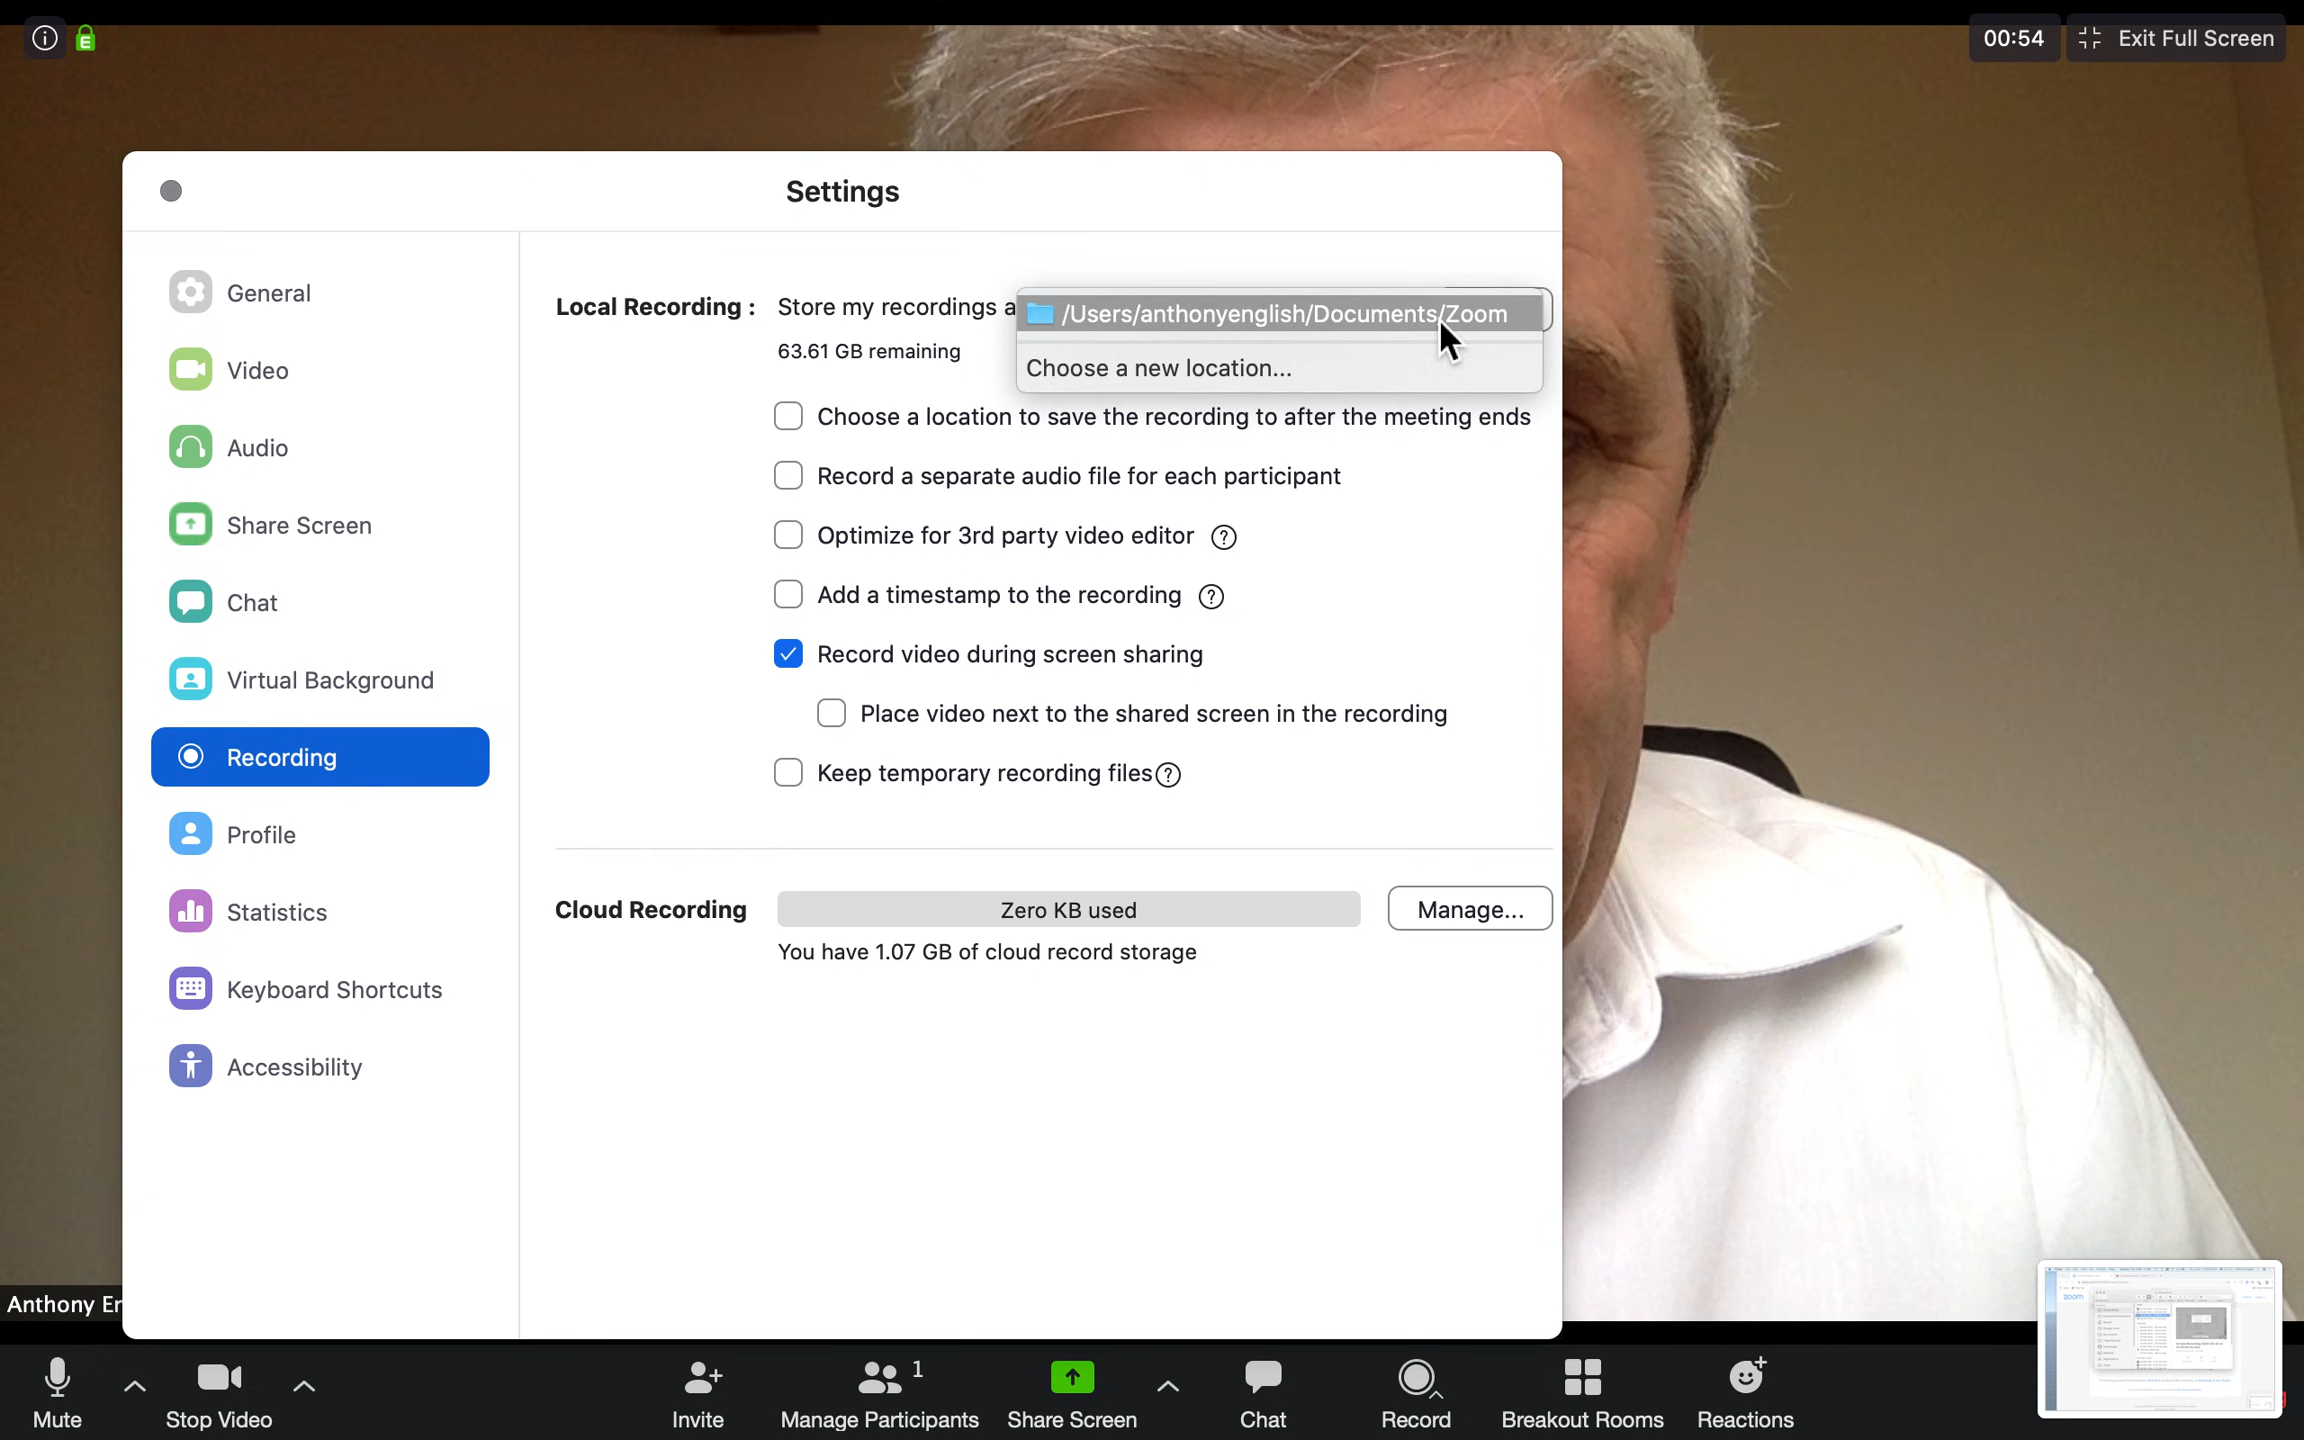 00:54 Exit Full Screen
Settings
General
Video
Audio
Share Screen
Chat
Virtual Background
Recording
Profile
Statistics
Keyboard Shortcuts
Accessibility
Local Recording : Store my recordings a
/Users/anthonyenglish/Documents/Zoom
63.61 GB remaining
Choose a new location...
Choose a location to save the recording to after the meeting ends
Record a separate audio file for each participant
Optimize for 3rd party video editor
Add a timestamp to the recording
Record video during screen sharing
Place video next to the shared screen in the recording
Keep temporary recording files
Cloud Recording Zero KB used Manage...
You have 1.07 GB of cloud record storage
Anthony En
zoom
1
Mute Stop Video Invite Manage Participants Share Screen Chat Record Breakout Rooms Reactions